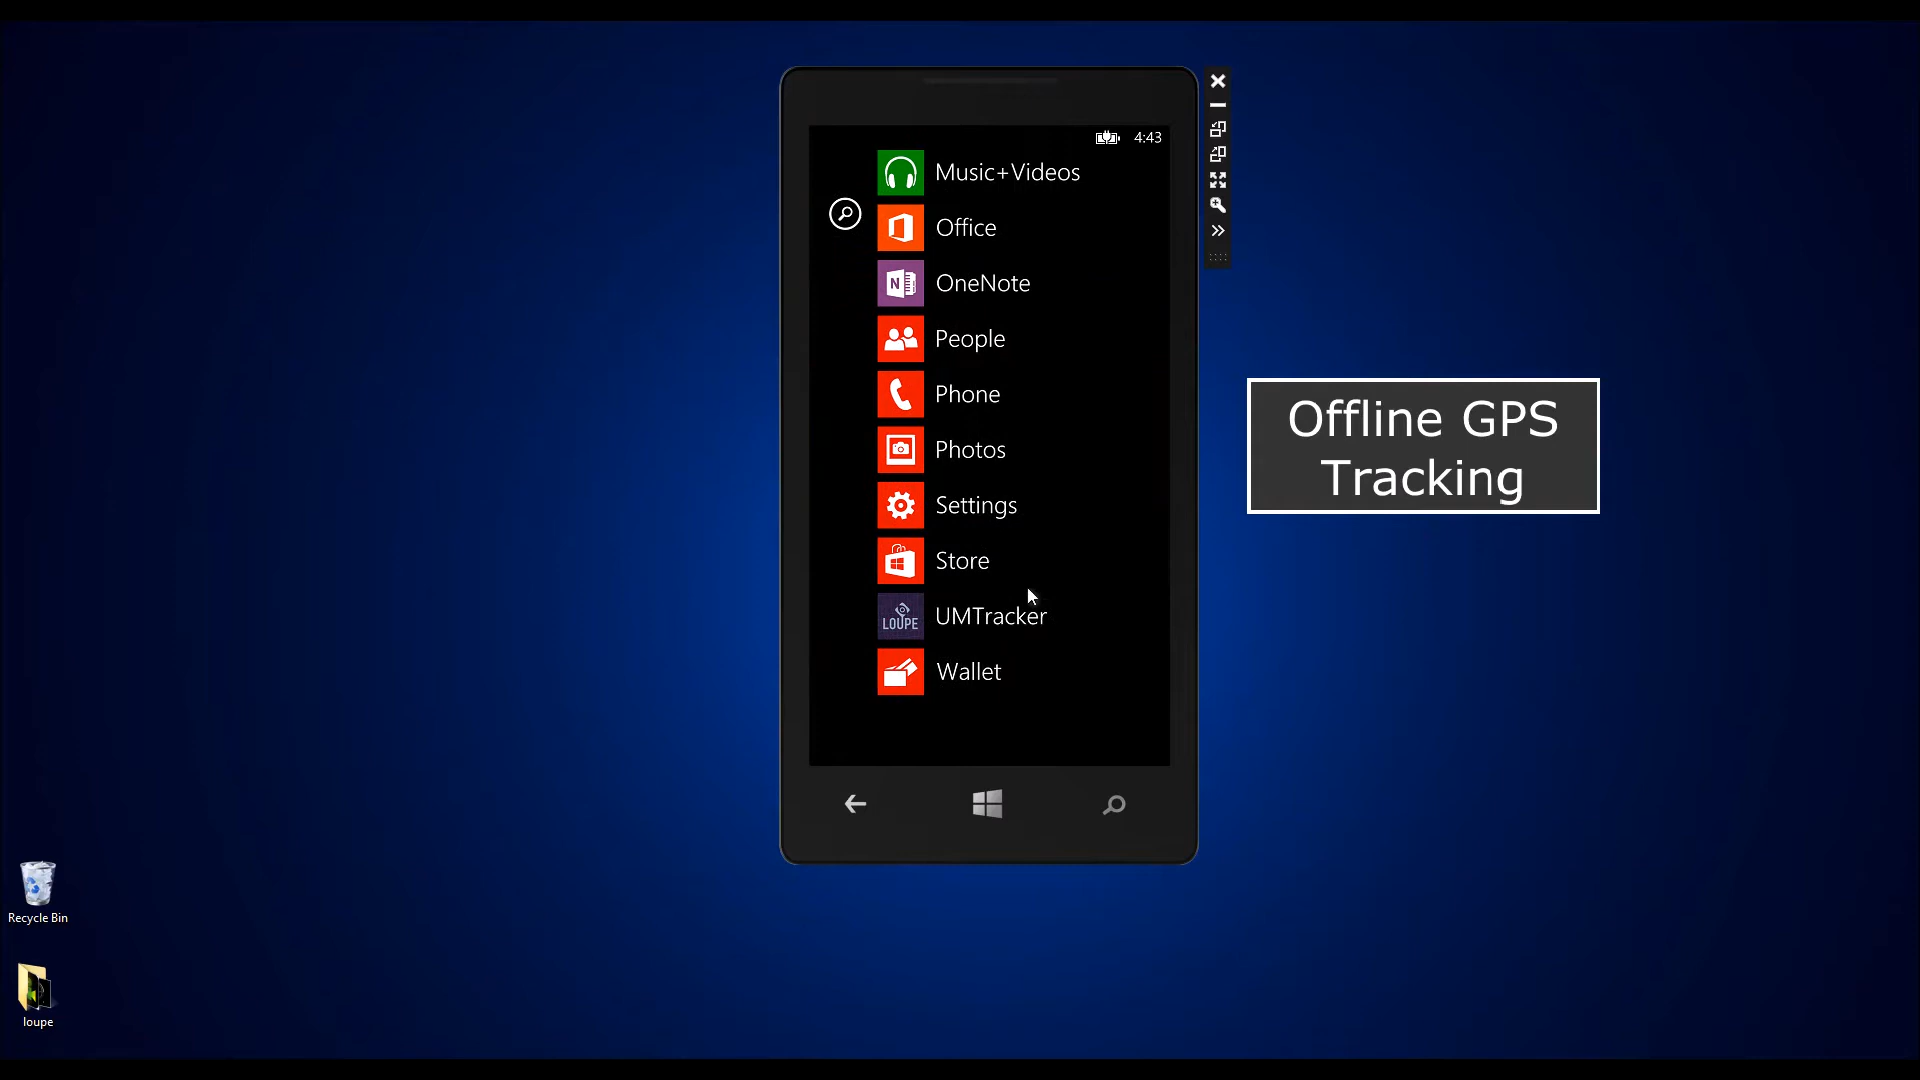 4:43
Music+Videos
Office
N
OneNote
People
Phone
Photos
Settings
Store
LOUPE
UMTracker
Wallet
Offline GPS
Tracking
Recycle Bin
loupe